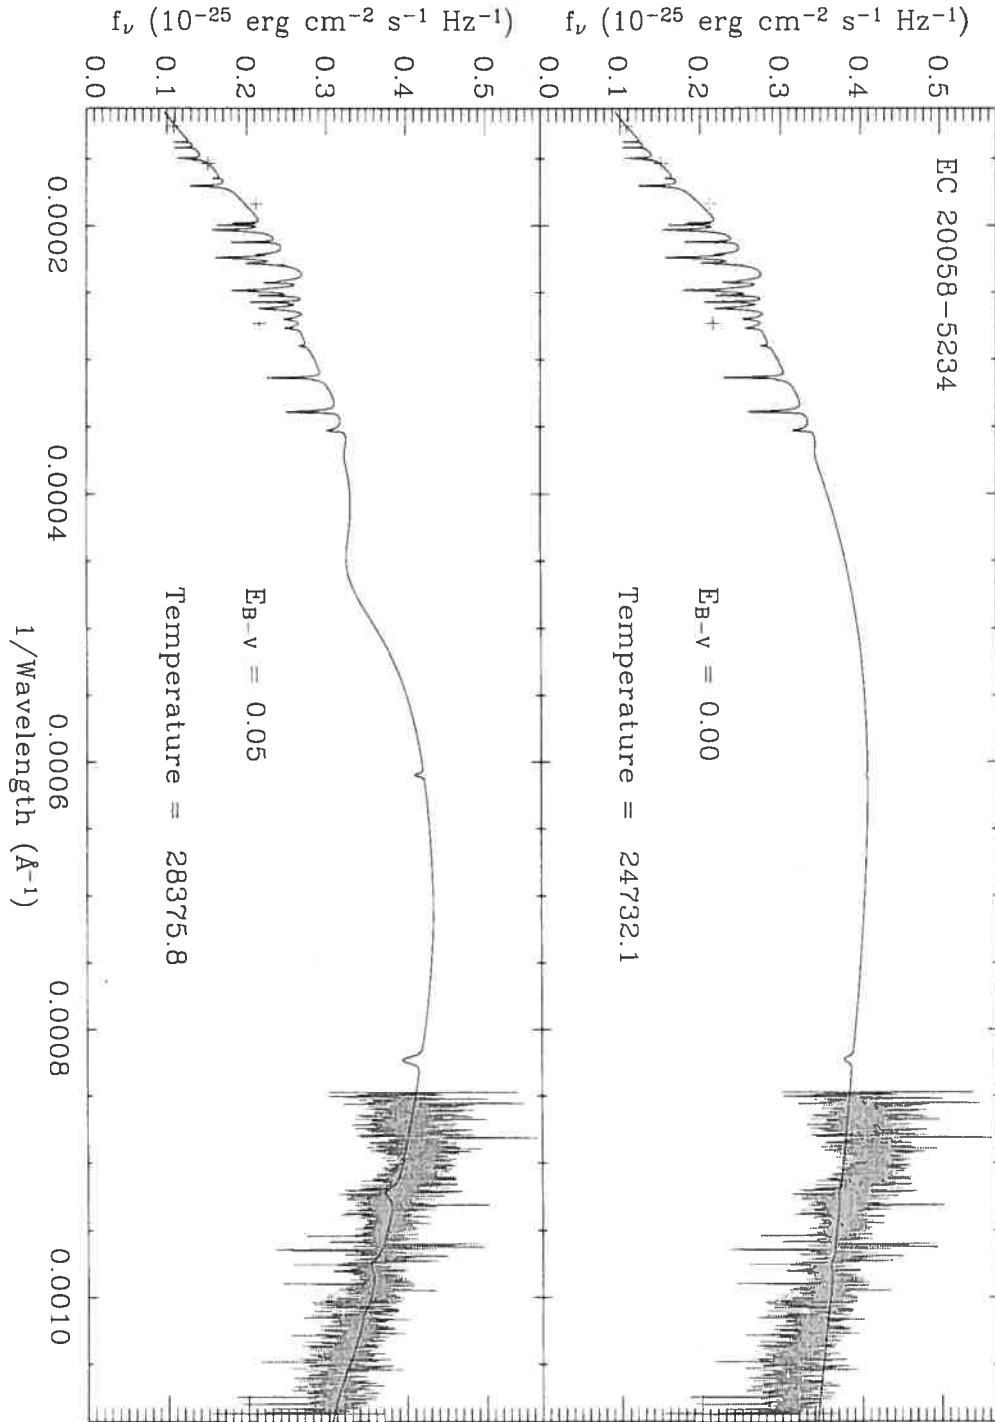 EC 20058-5234
E_B-V = 0.00
Temperature = 24732.1
f_ν (10^-25 erg cm^-2 s^-1 Hz^-1)
0.0 0.1 0.2 0.3 0.4 0.5
E_B-V = 0.05
Temperature = 28375.8
f_ν (10^-25 erg cm^-2 s^-1 Hz^-1)
0.0 0.1 0.2 0.3 0.4 0.5
0.0002 0.0004 0.0006 0.0008 0.0010
1/Wavelength (Å^-1)